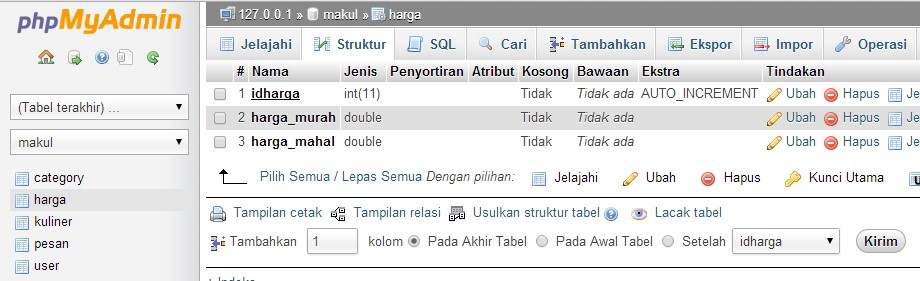 phpMyAdmin
(Tabel terakhir) ...
makul
category
harga
kuliner
pesan
user
127.0.0.1 » makul » harga
Jelajahi Struktur SQL Cari Tambahkan Ekspor Impor Operasi
# Nama Jenis Penyortiran Atribut Kosong Bawaan Ekstra Tindakan
1 idharga int(11) Tidak Tidak ada AUTO_INCREMENT Ubah Hapus Je
2 harga_murah double Tidak Tidak ada Ubah Hapus Je
3 harga_mahal double Tidak Tidak ada Ubah Hapus Je
Pilih Semua / Lepas Semua Dengan pilihan: Jelajahi Ubah Hapus Kunci Utama
Tampilan cetak Tampilan relasi Usulkan struktur tabel Lacak tabel
Tambahkan 1 kolom Pada Akhir Tabel Pada Awal Tabel Setelah idharga Kirim